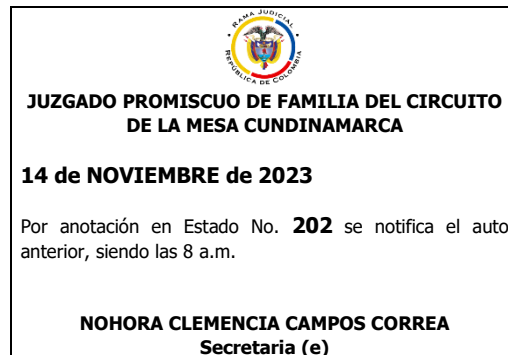 RAMA JUDICIAL
REPÚBLICA DE COLOMBIA
JUZGADO PROMISCUO DE FAMILIA DEL CIRCUITO
DE LA MESA CUNDINAMARCA
14 de NOVIEMBRE de 2023
Por anotación en Estado No. 202 se notifica el auto
anterior, siendo las 8 a.m.
NOHORA CLEMENCIA CAMPOS CORREA
Secretaria (e)